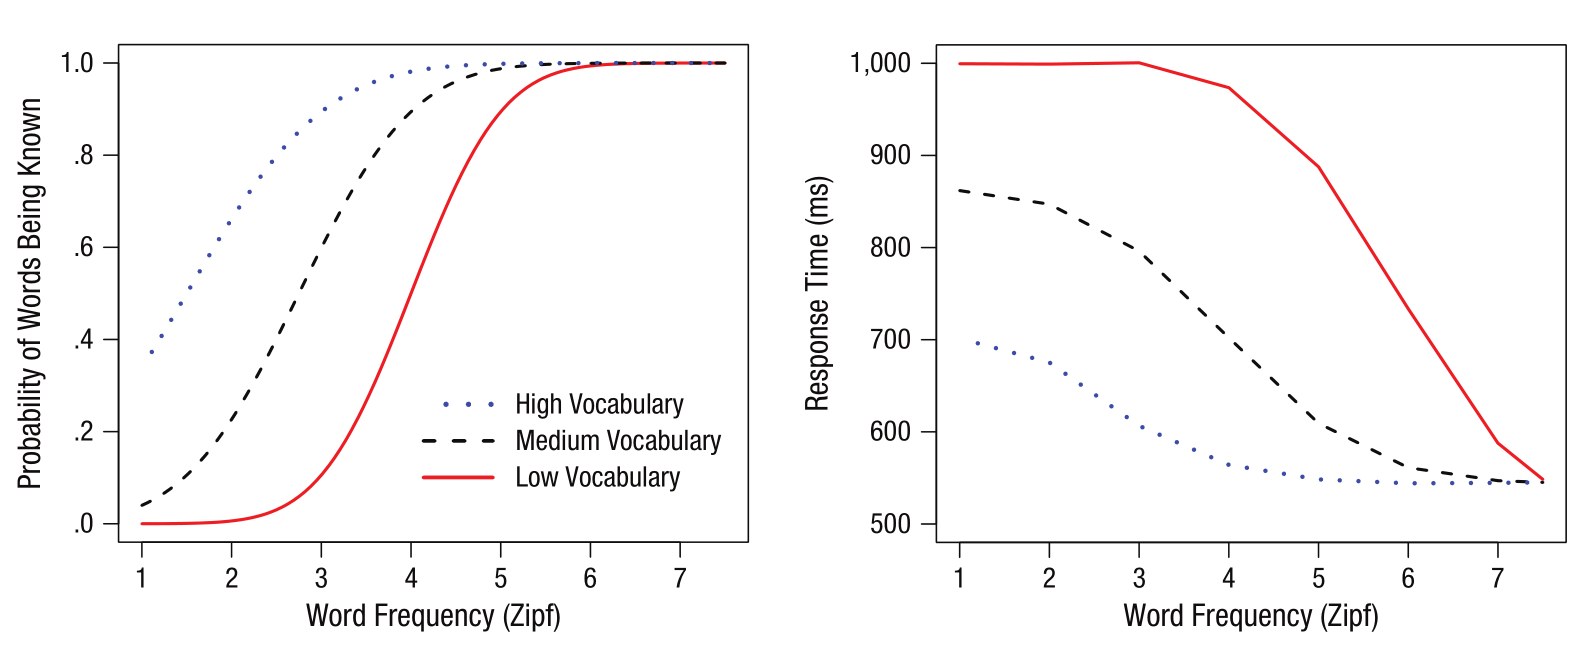 Probability of Words Being Known
1.0
.8
.6
.4
.2
.0
High Vocabulary
Medium Vocabulary
Low Vocabulary
1 2 3 4 5 6 7
Word Frequency (Zipf)
Response Time (ms)
1,000
900
800
700
600
500
1 2 3 4 5 6 7
Word Frequency (Zipf)